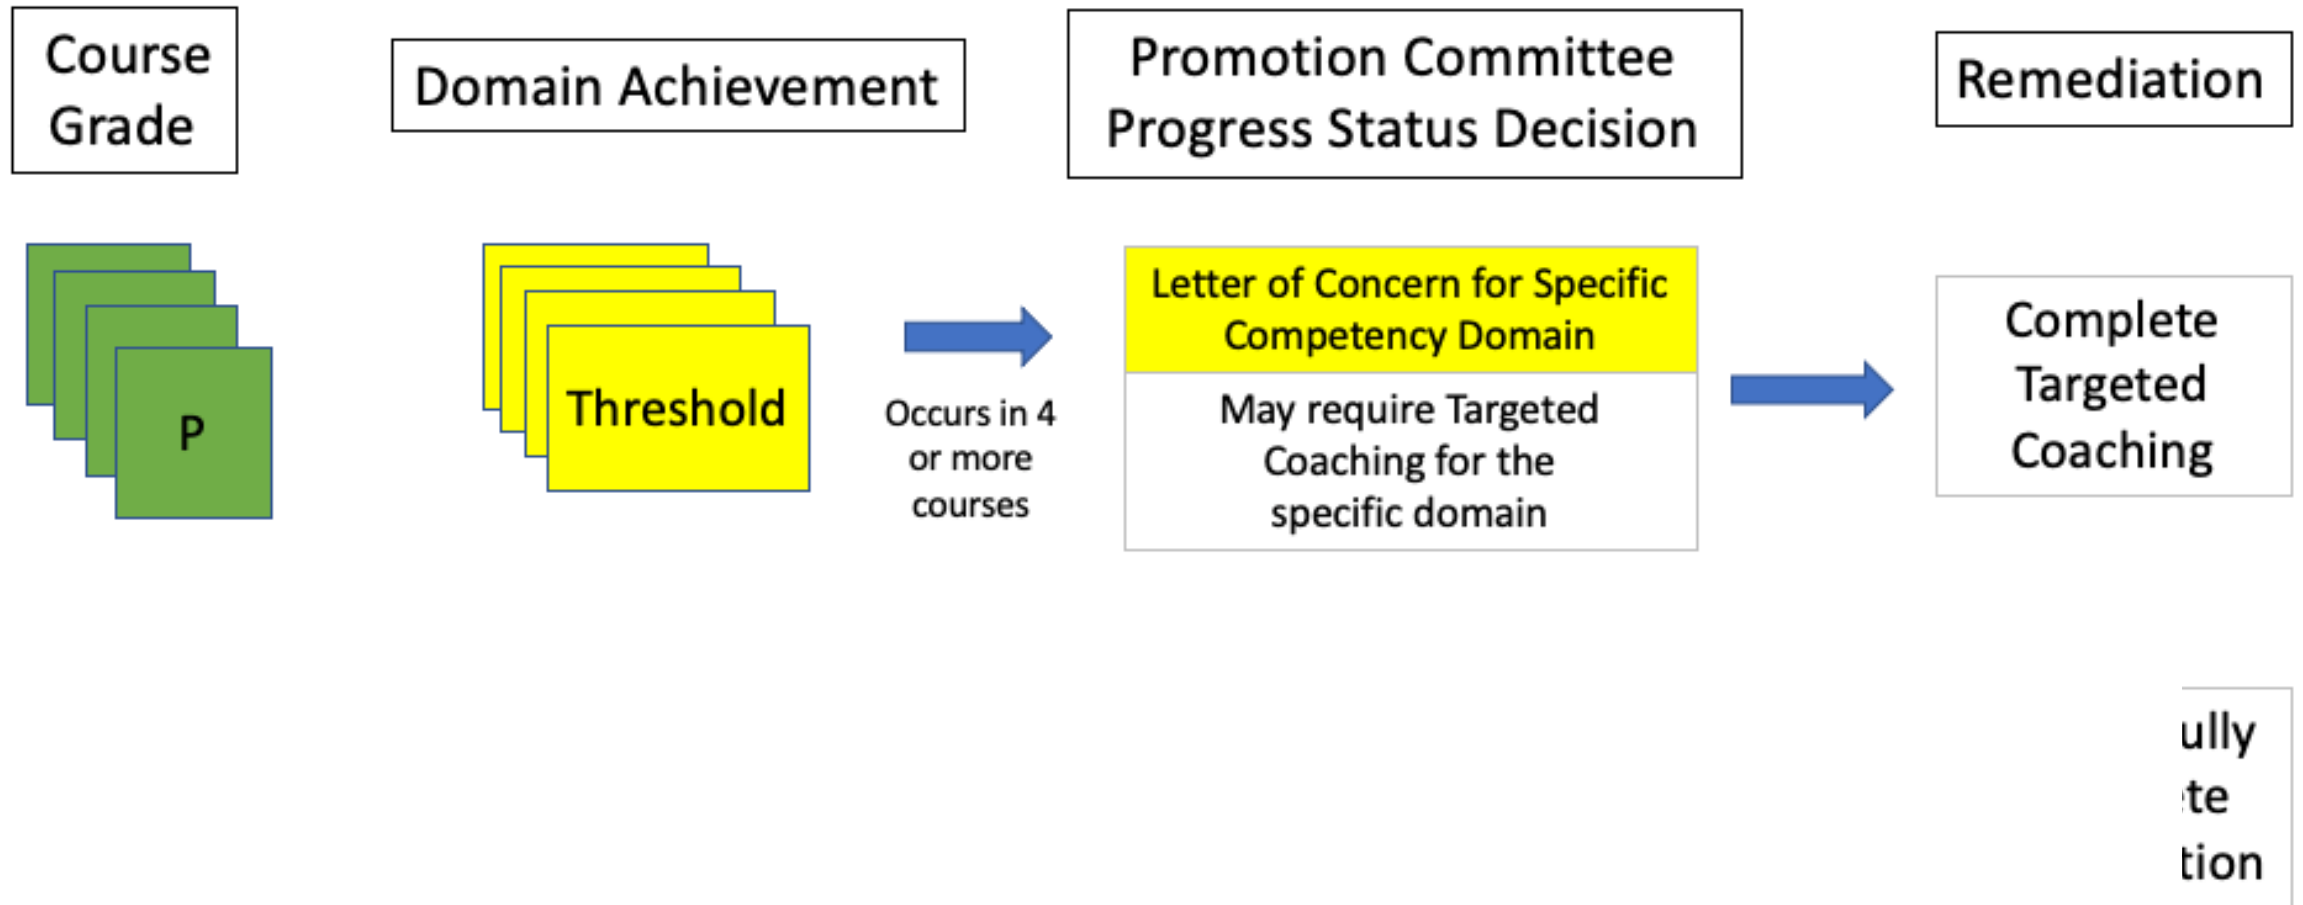 Course
Grade
Domain Achievement
Promotion Committee
Progress Status Decision
Remediation
P
Threshold
Occurs in 4
or more
courses
Letter of Concern for Specific
Competency Domain
May require Targeted
Coaching for the
specific domain
Complete
Targeted
Coaching